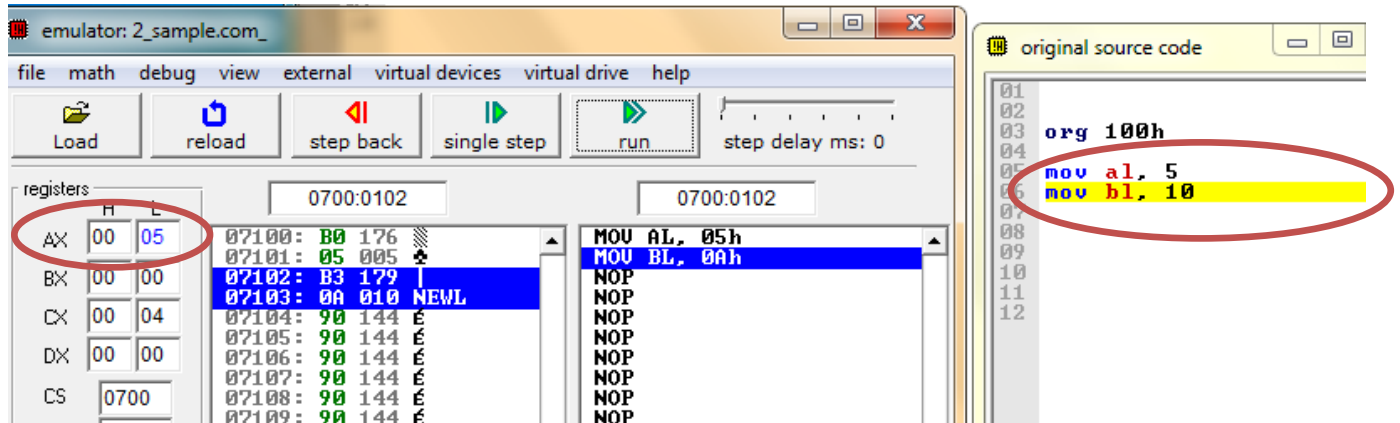 emulator: 2_sample.com_
file math debug view external virtual devices virtual drive help
Load reload step back single step run step delay ms: 0
registers
H L
0700:0102 0700:0102
AX 00 05
BX 00 00
CX 00 04
DX 00 00
CS 0700
07100: B0 176 ▒
07101: 05 005 ♣
07102: B3 179 │
07103: 0A 010 NEWL
07104: 90 144 É
07105: 90 144 É
07106: 90 144 É
07107: 90 144 É
07108: 90 144 É
07109: 90 144 É
MOV AL, 05h
MOV BL, 0Ah
NOP
NOP
NOP
NOP
NOP
NOP
NOP
NOP
original source code
01
02
03 org 100h
04
05 mov al, 5
06 mov bl, 10
07
08
09
10
11
12